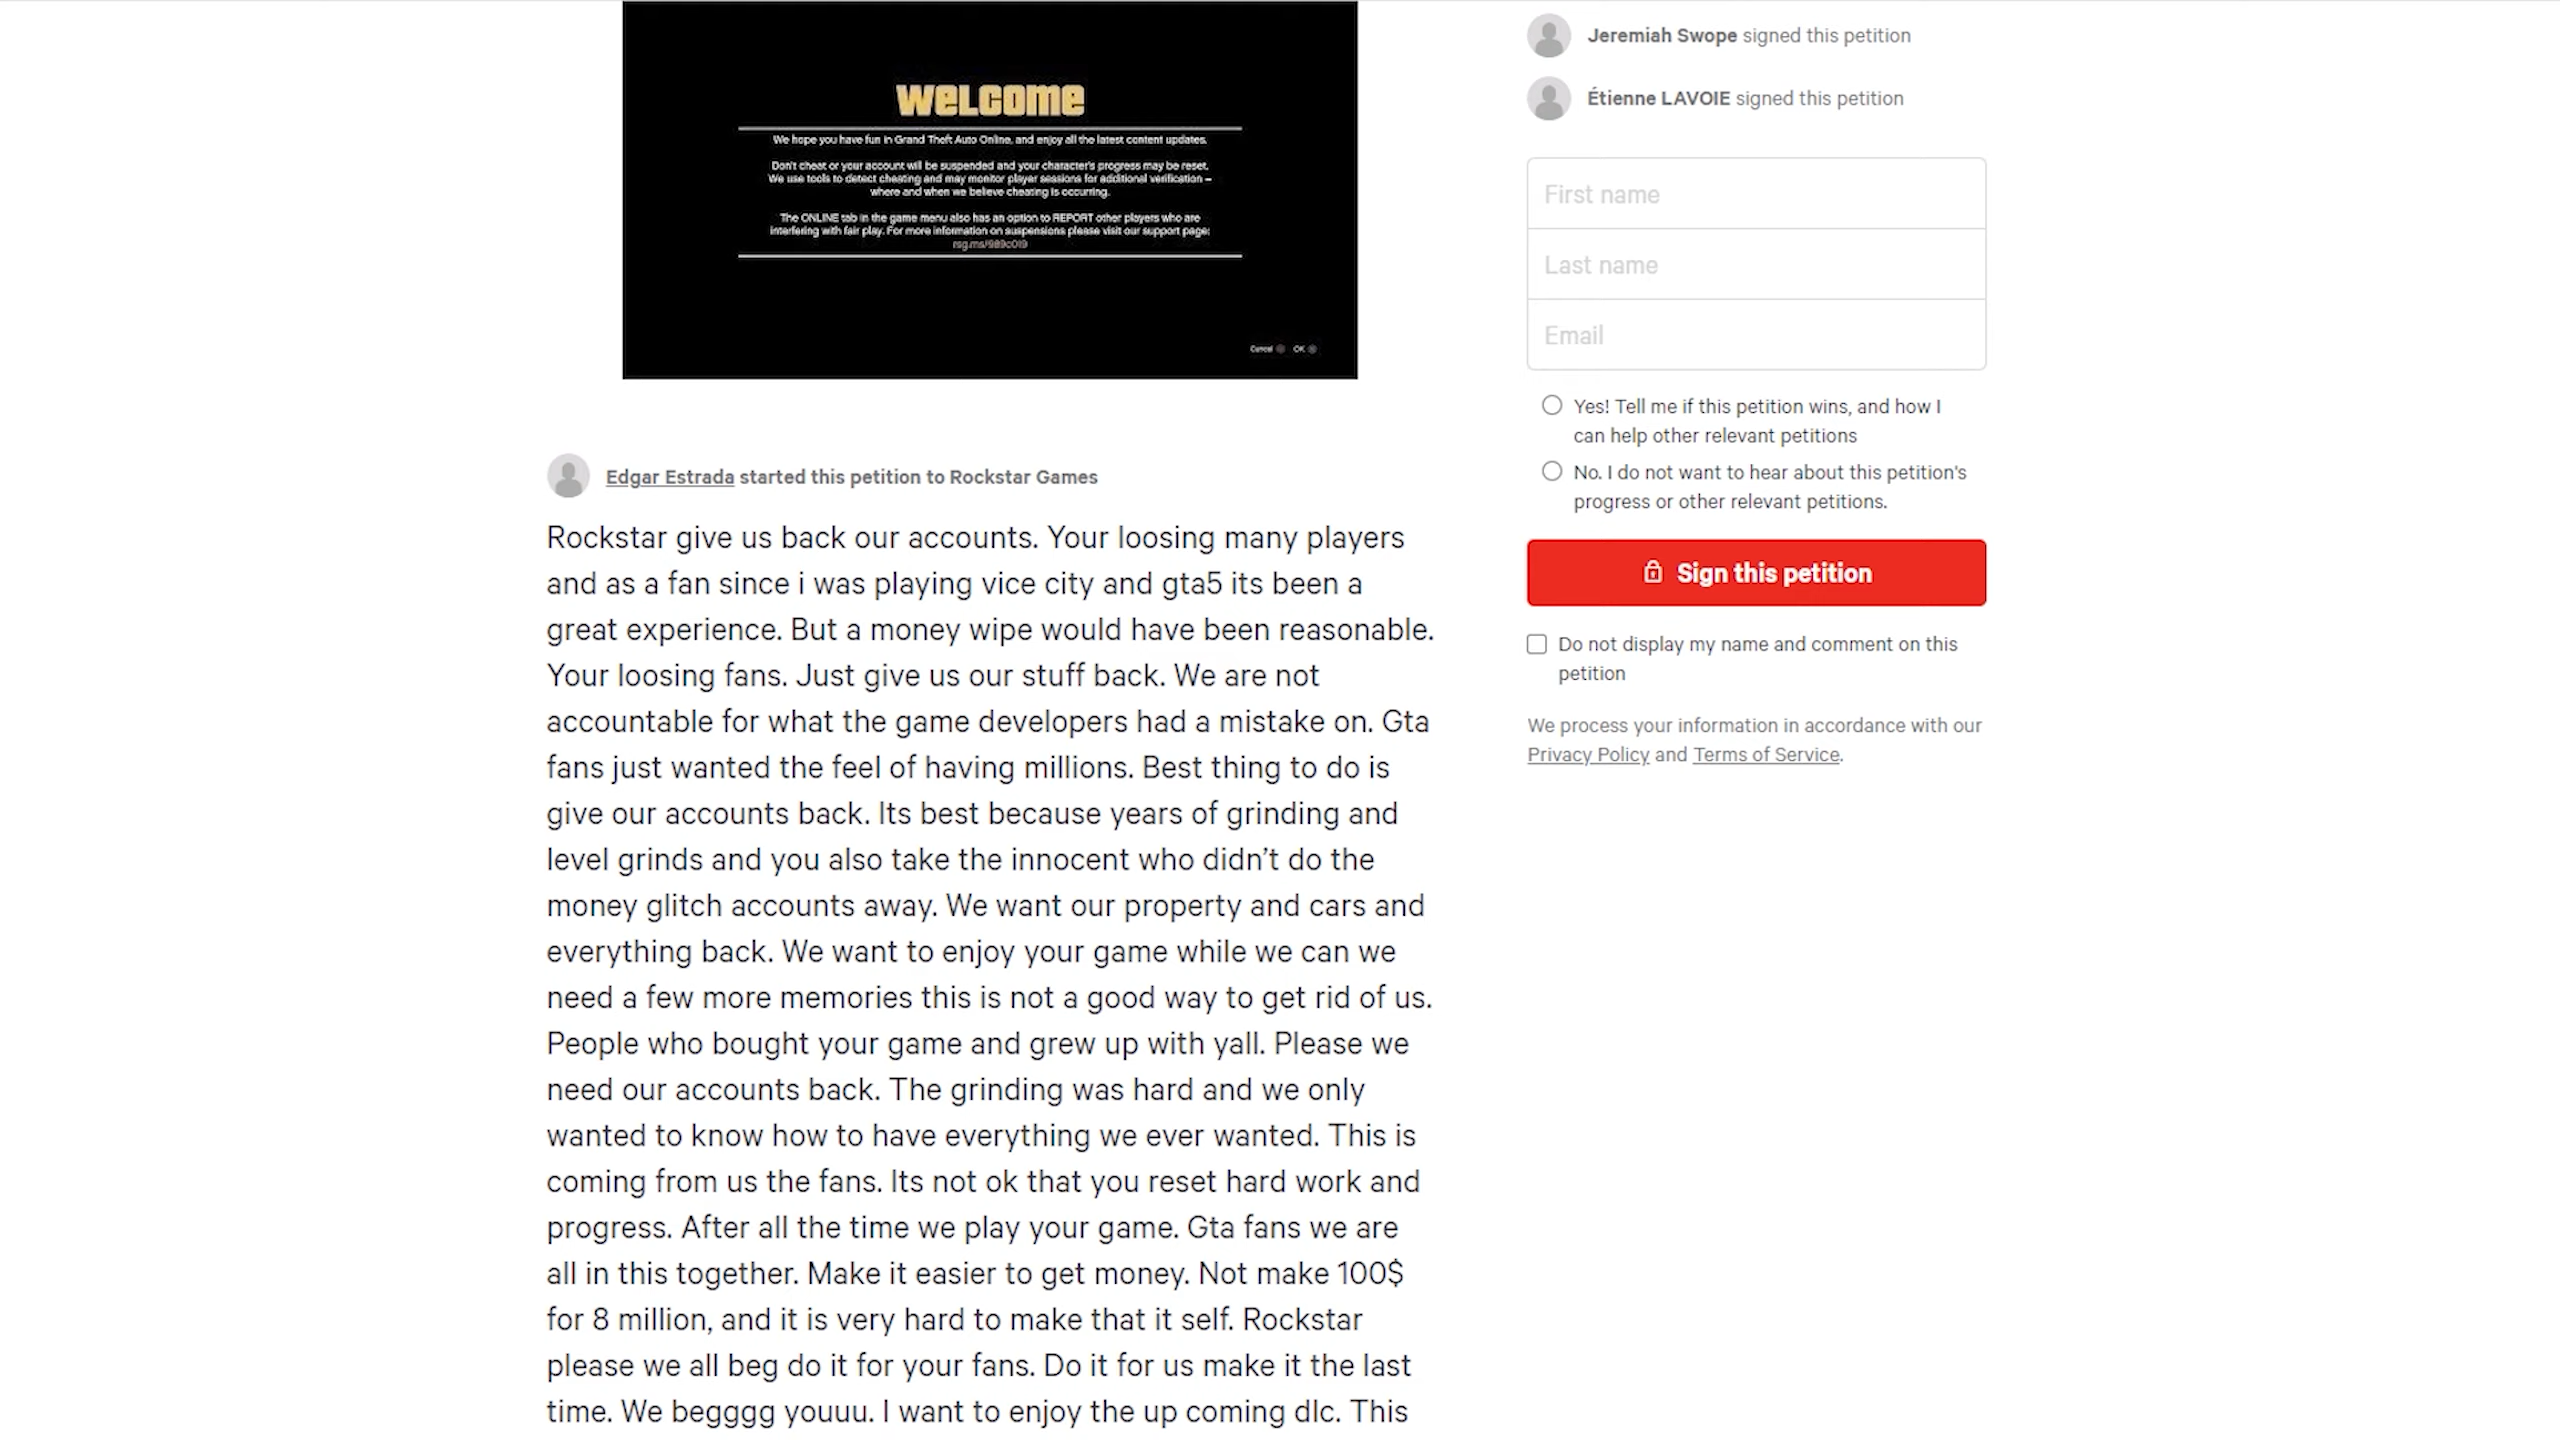 WELCOME
We hope you have fun in Grand Theft Auto Online, and enjoy all the latest content updates.
Don't cheat or your account will be suspended and your character's progress may be reset.
We use tools to detect cheating and may monitor player sessions for additional verification –
where and when we believe cheating is occurring.
The ONLINE tab in the game menu also has an option to REPORT other players who are
interfering with fair play. For more information on suspensions please visit our support page:
Cancel OK
Edgar Estrada started this petition to Rockstar Games
Rockstar give us back our accounts. Your loosing many players
and as a fan since i was playing vice city and gta5 its been a
great experience. But a money wipe would have been reasonable.
Your loosing fans. Just give us our stuff back. We are not
accountable for what the game developers had a mistake on. Gta
fans just wanted the feel of having millions. Best thing to do is
give our accounts back. Its best because years of grinding and
level grinds and you also take the innocent who didn’t do the
money glitch accounts away. We want our property and cars and
everything back. We want to enjoy your game while we can we
need a few more memories this is not a good way to get rid of us.
People who bought your game and grew up with yall. Please we
need our accounts back. The grinding was hard and we only
wanted to know how to have everything we ever wanted. This is
coming from us the fans. Its not ok that you reset hard work and
progress. After all the time we play your game. Gta fans we are
all in this together. Make it easier to get money. Not make 100$
for 8 million, and it is very hard to make that it self. Rockstar
please we all beg do it for your fans. Do it for us make it the last
time. We begggg youuu. I want to enjoy the up coming dlc. This
Jeremiah Swope signed this petition
Étienne LAVOIE signed this petition
First name
Last name
Email
Yes! Tell me if this petition wins, and how I
can help other relevant petitions
No. I do not want to hear about this petition's
progress or other relevant petitions.
Sign this petition
Do not display my name and comment on this
petition
We process your information in accordance with our
Privacy Policy and Terms of Service.